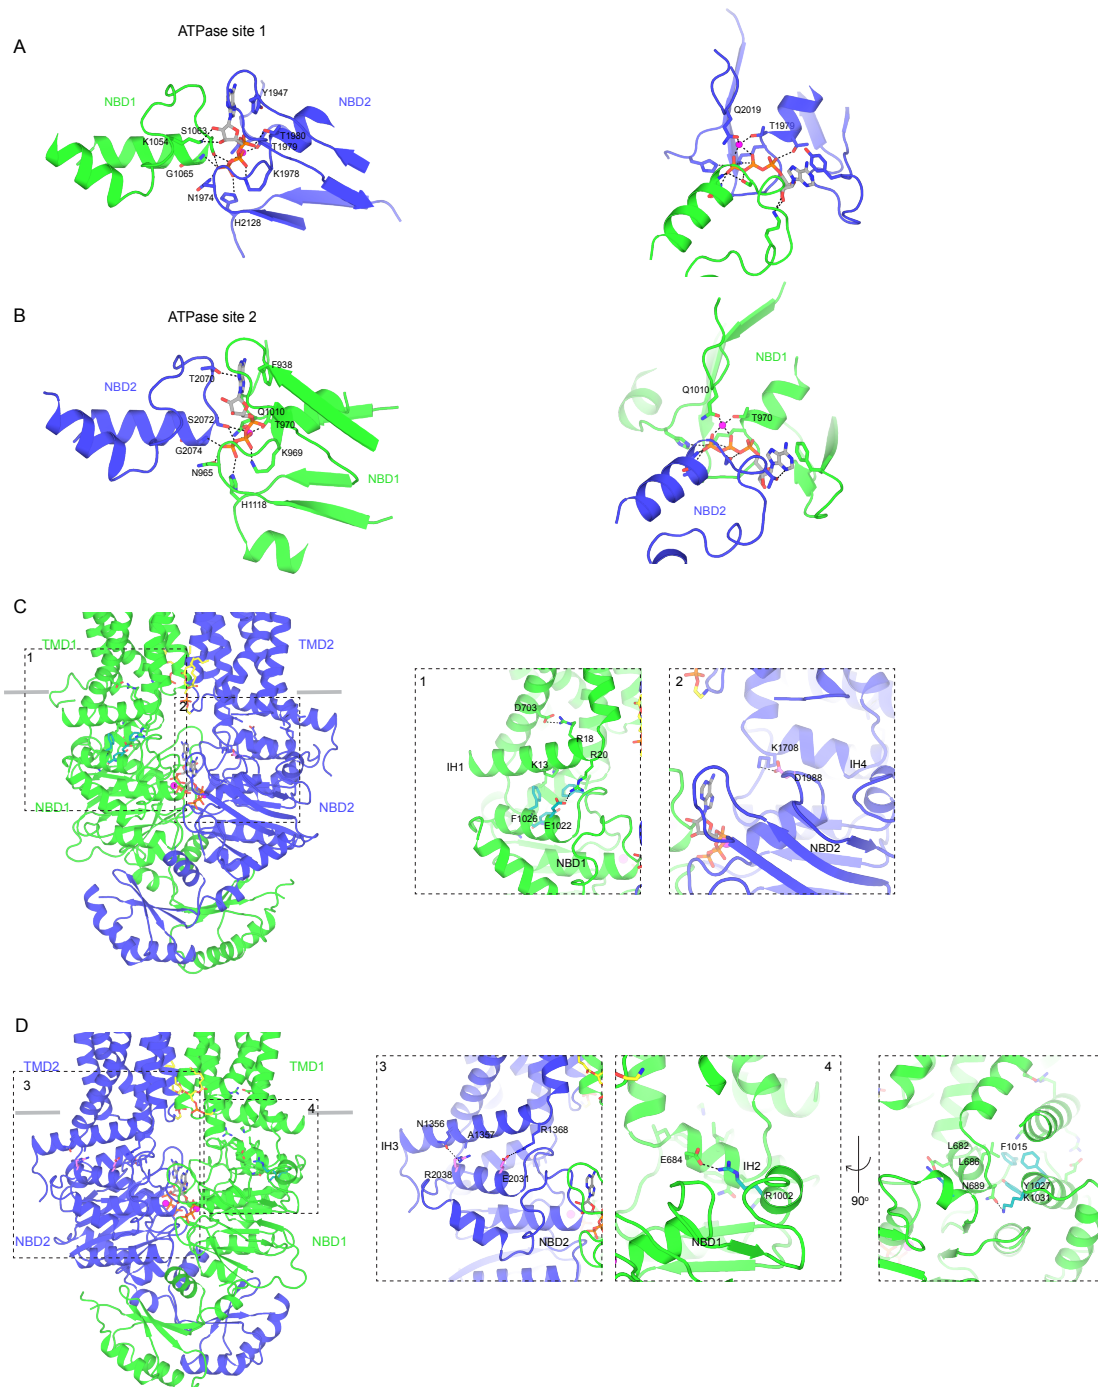 A
ATPase site 1
NBD1
NBD2
Y1947
S1063
K1054
T1980
T1979
G1065
K1978
N1974
H2128
Q2019
T1979
B
ATPase site 2
NBD2
T2070
F938
Q1010
S2072
T970
G2074
K969
N965
NBD1
H1118
NBD1
Q1010
T970
NBD2
C
TMD1
TMD2
1
2
NBD1
NBD2
1
D703
R18
R20
IH1
K13
F1026
E1022
NBD1
2
K1708
IH4
D1988
NBD2
D
TMD2
TMD1
3
4
NBD2
NBD1
3
N1356
A1357
R1368
IH3
R2038
E2031
NBD2
4
E684
IH2
R1002
NBD1
90°
L682
F1015
L686
N689
Y1027
K1031